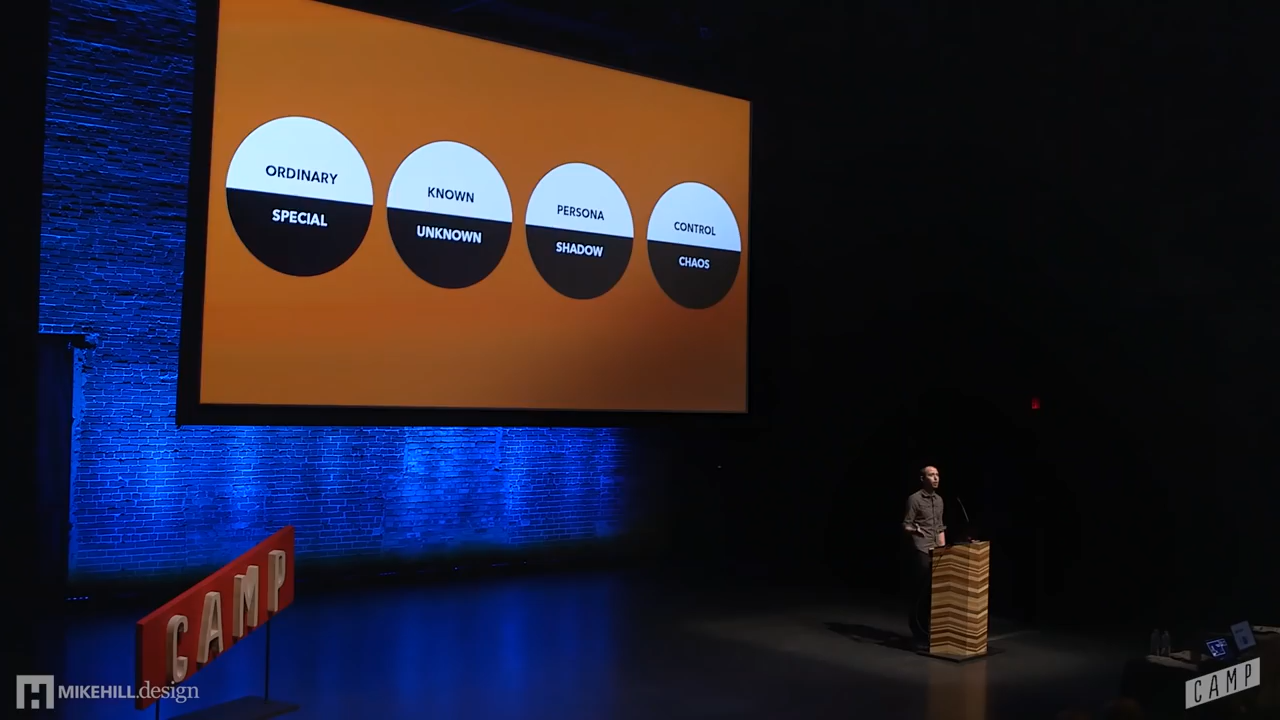 ORDINARY
SPECIAL
KNOWN
UNKNOWN
PERSONA
SHADOW
CONTROL
CHAOS
CAMP
MIKEHILL.design
CAMP